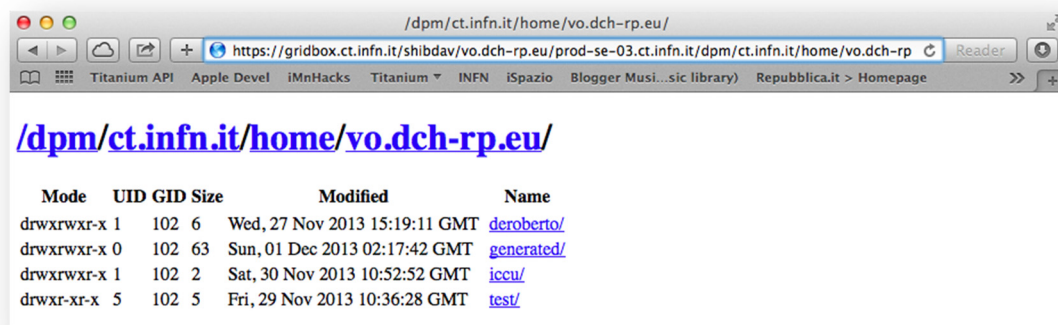 /dpm/ct.infn.it/home/vo.dch-rp.eu/
https://gridbox.ct.infn.it/shibdav/vo.dch-rp.eu/prod-se-03.ct.infn.it/dpm/ct.infn.it/home/vo.dch-rp Reader
Titanium API Apple Devel iMnHacks Titanium INFN iSpazio Blogger Musi...sic library) Repubblica.it > Homepage
/dpm/ct.infn.it/home/vo.dch-rp.eu/
Mode UID GID Size Modified Name
drwxrwxr-x 1 102 6 Wed, 27 Nov 2013 15:19:11 GMT deroberto/
drwxrwxr-x 0 102 63 Sun, 01 Dec 2013 02:17:42 GMT generated/
drwxrwxr-x 1 102 2 Sat, 30 Nov 2013 10:52:52 GMT iccu/
drwxr-xr-x 5 102 5 Fri, 29 Nov 2013 10:36:28 GMT test/